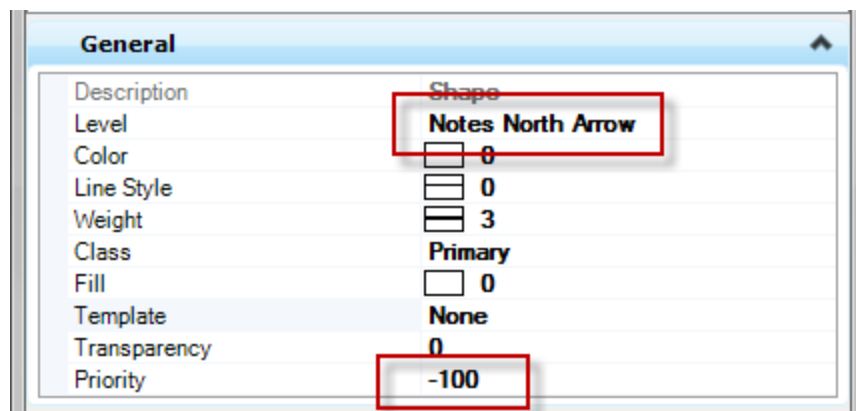 General
Description Shape
Level Notes North Arrow
Color 0
Line Style 0
Weight 3
Class Primary
Fill 0
Template None
Transparency 0
Priority -100